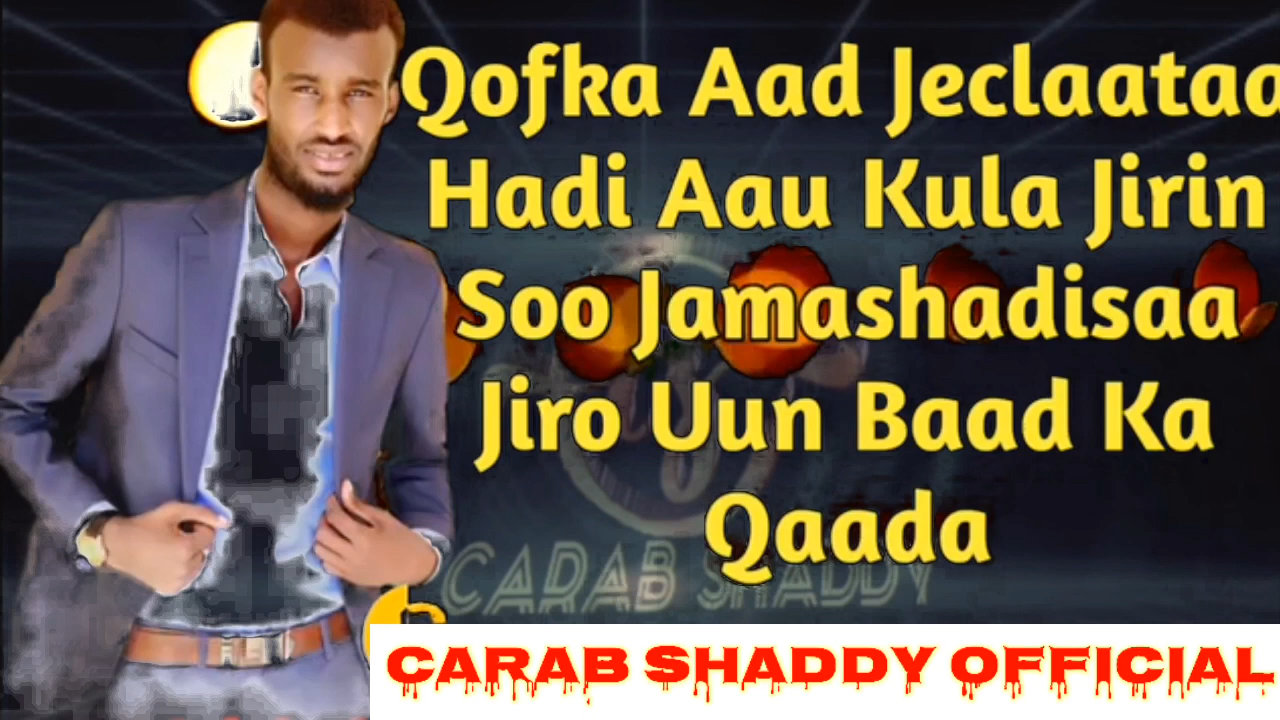 Qofka Aad Jeclaataa
Hadi Aau Kula Jirin
Soo Jamashadisaa
Jiro Uun Baad Ka
Qaada
CARAB SHADDY
CARAB SHADDY OFFICIAL